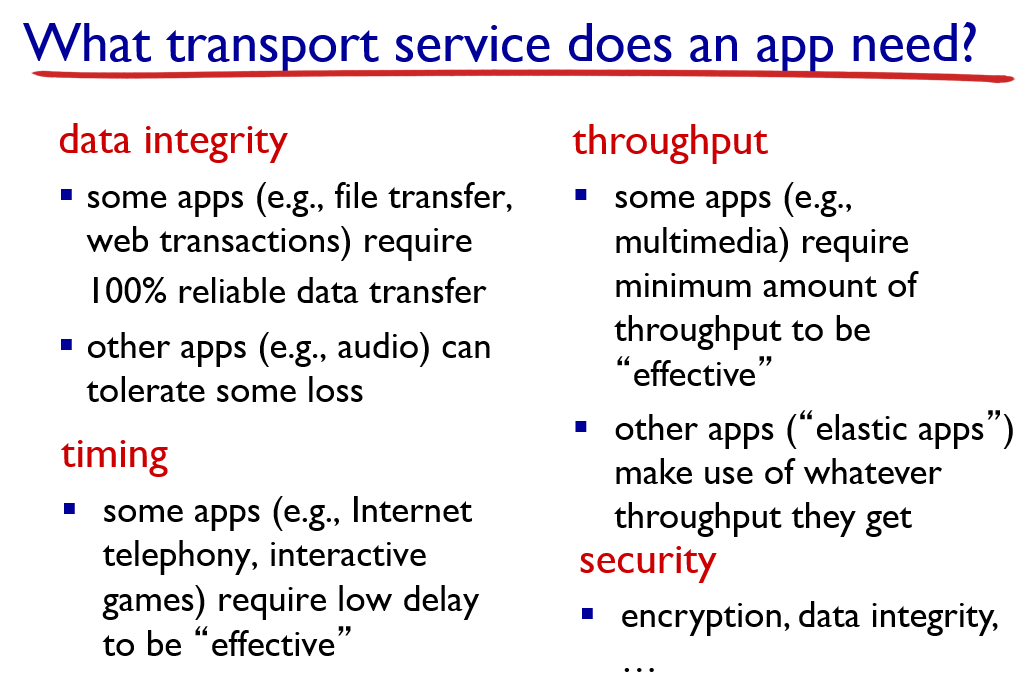 What transport service does an app need?
data integrity
▪ some apps (e.g., file transfer,
web transactions) require
100% reliable data transfer
▪ other apps (e.g., audio) can
tolerate some loss
timing
▪ some apps (e.g., Internet
telephony, interactive
games) require low delay
to be “effective”
throughput
▪ some apps (e.g.,
multimedia) require
minimum amount of
throughput to be
“effective”
▪ other apps (“elastic apps”)
make use of whatever
throughput they get
security
▪ encryption, data integrity,
…